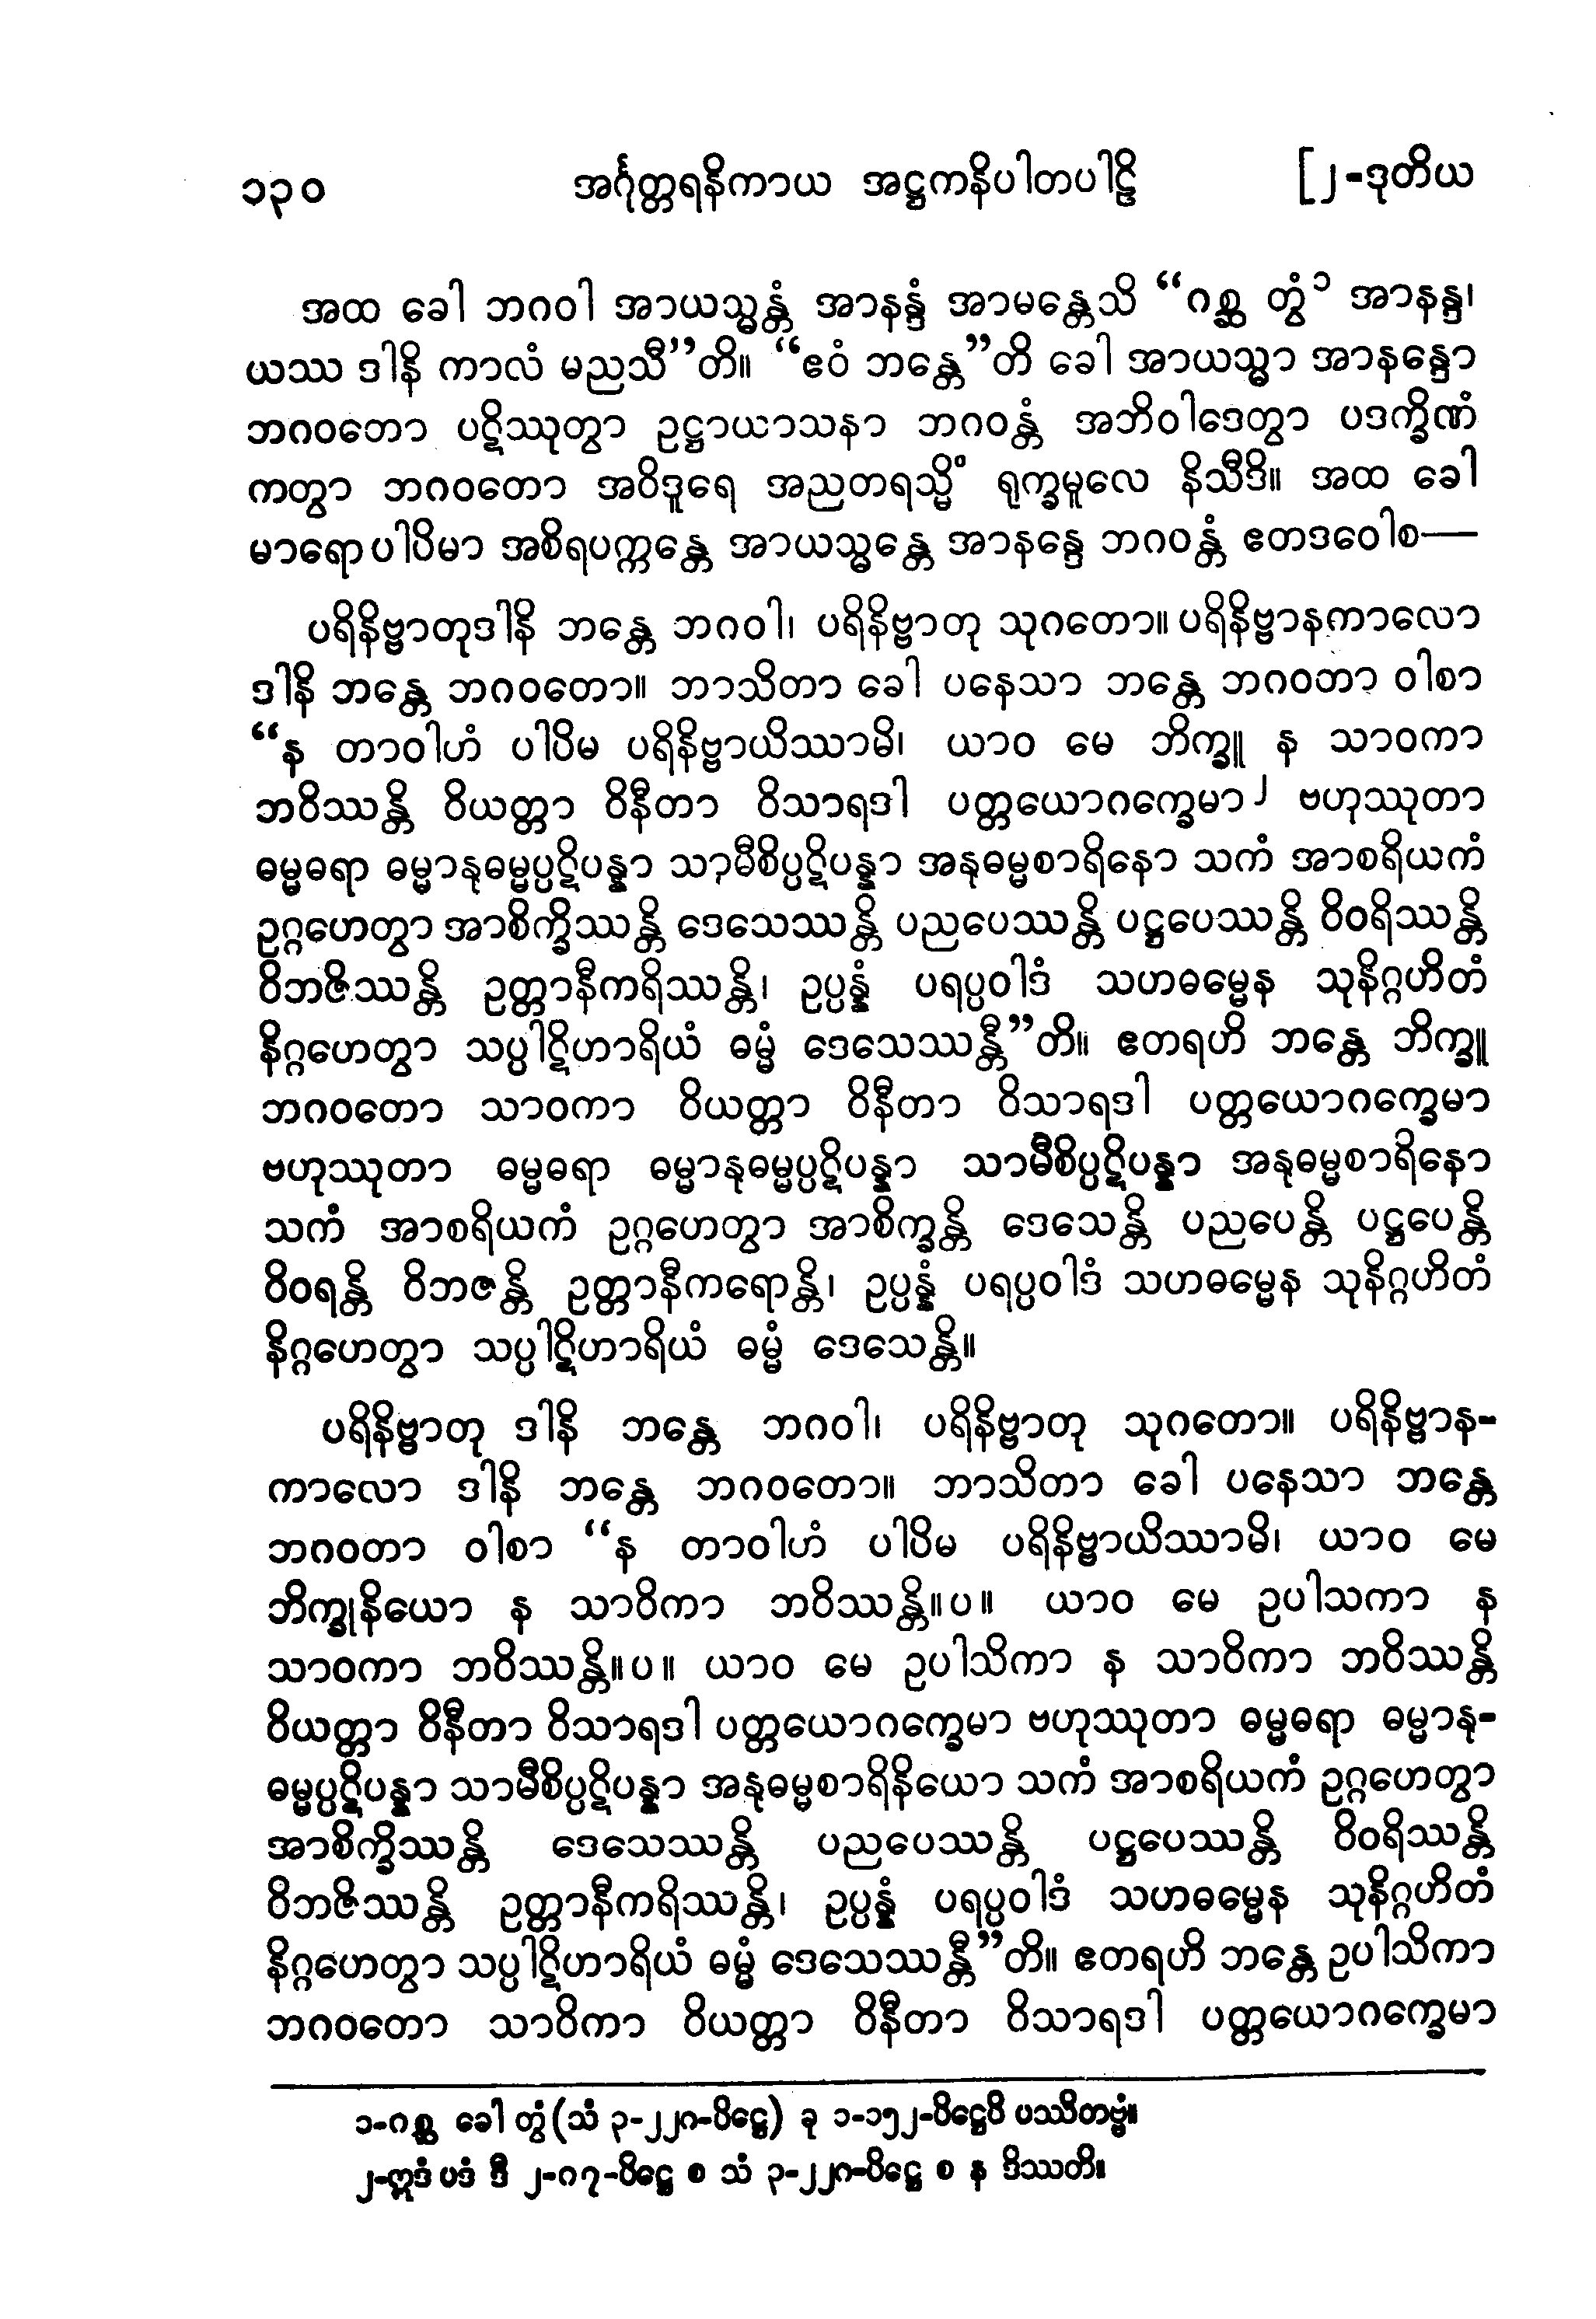 ၁၃၀ အင်္ဂုတ္တရနိကာယ အဋ္ဌကနိပါတပါဠိ [၂-ဒုတိယ
အထ ခေါ ဘဂဝါ အာယသ္မန္တံ အာနန္ဒံ အာမန္တေသိ “ဂစ္ဆ တွံ၁ အာနန္ဒ၊
ယဿ ဒါနိ ကာလံ မညသီ”တိ။ “ဧဝံ ဘန္တေ”တိ ခေါ အာယသ္မာ အာနန္ဒော
ဘဂဝတော ပဋိဿုတွာ ဥဋ္ဌာယာသနာ ဘဂဝန္တံ အဘိဝါဒေတွာ ပဒက္ခိဏံ
ကတွာ ဘဂဝတော အဝိဒူရေ အညတရသ္မိံ ရုက္ခမူလေ နိသီဒိ။ အထ ခေါ
မာရော ပါပိမာ အစိရပက္ကန္တေ အာယသ္မန္တေ အာနန္ဒေ ဘဂဝန္တံ ဧတဒဝေါစ—
ပရိနိဗ္ဗာတုဒါနိ ဘန္တေ ဘဂဝါ၊ ပရိနိဗ္ဗာတု သုဂတော။ ပရိနိဗ္ဗာနကာလော
ဒါနိ ဘန္တေ ဘဂဝတော။ ဘာသိတာ ခေါ ပနေသာ ဘန္တေ ဘဂဝတာ ဝါစာ
“န တာဝါဟံ ပါပိမ ပရိနိဗ္ဗာယိဿာမိ၊ ယာဝ မေ ဘိက္ခူ န သာဝကာ
ဘဝိဿန္တိ ဝိယတ္တာ ဝိနီတာ ဝိသာရဒါ ပတ္တယောဂက္ခေမာ၂ ဗဟုဿုတာ
ဓမ္မဓရာ ဓမ္မာနုဓမ္မပ္ပဋိပန္နာ သာမီစိပ္ပဋိပန္နာ အနုဓမ္မစာရိနော သကံ အာစရိယကံ
ဥဂ္ဂဟေတွာ အာစိက္ခိဿန္တိ ဒေသေဿန္တိ ပညပေဿန္တိ ပဋ္ဌပေဿန္တိ ဝိဝရိဿန္တိ
ဝိဘဇိဿန္တိ ဥတ္တာနီကရိဿန္တိ၊ ဥပ္ပန္နံ ပရပ္ပဝါဒံ သဟဓမ္မေန သုနိဂ္ဂဟိတံ
နိဂ္ဂဟေတွာ သပ္ပါဋိဟာရိယံ ဓမ္မံ ဒေသေဿန္တီ”တိ။ ဧတရဟိ ဘန္တေ ဘိက္ခူ
ဘဂဝတော သာဝကာ ဝိယတ္တာ ဝိနီတာ ဝိသာရဒါ ပတ္တယောဂက္ခေမာ
ဗဟုဿုတာ ဓမ္မဓရာ ဓမ္မာနုဓမ္မပ္ပဋိပန္နာ သာမီစိပ္ပဋိပန္နာ အနုဓမ္မစာရိနော
သကံ အာစရိယကံ ဥဂ္ဂဟေတွာ အာစိက္ခန္တိ ဒေသေန္တိ ပညပေန္တိ ပဋ္ဌပေန္တိ
ဝိဝရန္တိ ဝိဘဇန္တိ ဥတ္တာနီကရောန္တိ၊ ဥပ္ပန္နံ ပရပ္ပဝါဒံ သဟဓမ္မေန သုနိဂ္ဂဟိတံ
နိဂ္ဂဟေတွာ သပ္ပါဋိဟာရိယံ ဓမ္မံ ဒေသေန္တိ။
ပရိနိဗ္ဗာတု ဒါနိ ဘန္တေ ဘဂဝါ၊ ပရိနိဗ္ဗာတု သုဂတော။ ပရိနိဗ္ဗာန-
ကာလော ဒါနိ ဘန္တေ ဘဂဝတော။ ဘာသိတာ ခေါ ပနေသာ ဘန္တေ
ဘဂဝတာ ဝါစာ “န တာဝါဟံ ပါပိမ ပရိနိဗ္ဗာယိဿာမိ၊ ယာဝ မေ
ဘိက္ခုနိယော န သာဝိကာ ဘဝိဿန္တိ။ပ။ ယာဝ မေ ဥပါသကာ န
သာဝကာ ဘဝိဿန္တိ။ပ။ ယာဝ မေ ဥပါသိကာ န သာဝိကာ ဘဝိဿန္တိ
ဝိယတ္တာ ဝိနီတာ ဝိသာရဒါ ပတ္တယောဂက္ခေမာ ဗဟုဿုတာ ဓမ္မဓရာ ဓမ္မာနု-
ဓမ္မပ္ပဋိပန္နာ သာမီစိပ္ပဋိပန္နာ အနုဓမ္မစာရိနိယော သကံ အာစရိယကံ ဥဂ္ဂဟေတွာ
အာစိက္ခိဿန္တိ ဒေသေဿန္တိ ပညပေဿန္တိ ပဋ္ဌပေဿန္တိ ဝိဝရိဿန္တိ
ဝိဘဇိဿန္တိ ဥတ္တာနီကရိဿန္တိ၊ ဥပ္ပန္နံ ပရပ္ပဝါဒံ သဟဓမ္မေန သုနိဂ္ဂဟိတံ
နိဂ္ဂဟေတွာ သပ္ပါဋိဟာရိယံ ဓမ္မံ ဒေသေဿန္တီ”တိ။ ဧတရဟိ ဘန္တေ ဥပါသိကာ
ဘဂဝတော သာဝိကာ ဝိယတ္တာ ဝိနီတာ ဝိသာရဒါ ပတ္တယောဂက္ခေမာ
၁-ဂစ္ဆ ခေါ တွံ (သံ ၃-၂၂၈-ပိဋ္ဌေ) ခု ၁-၁၅၂-ပိဋ္ဌေပိ ပဿိတဗ္ဗံ။
၂-ဣဒံ ပဒံ ဒီ ၂-၈၇-ပိဋ္ဌေ စ သံ ၃-၂၂၈-ပိဋ္ဌေ စ န ဒိဿတိ။